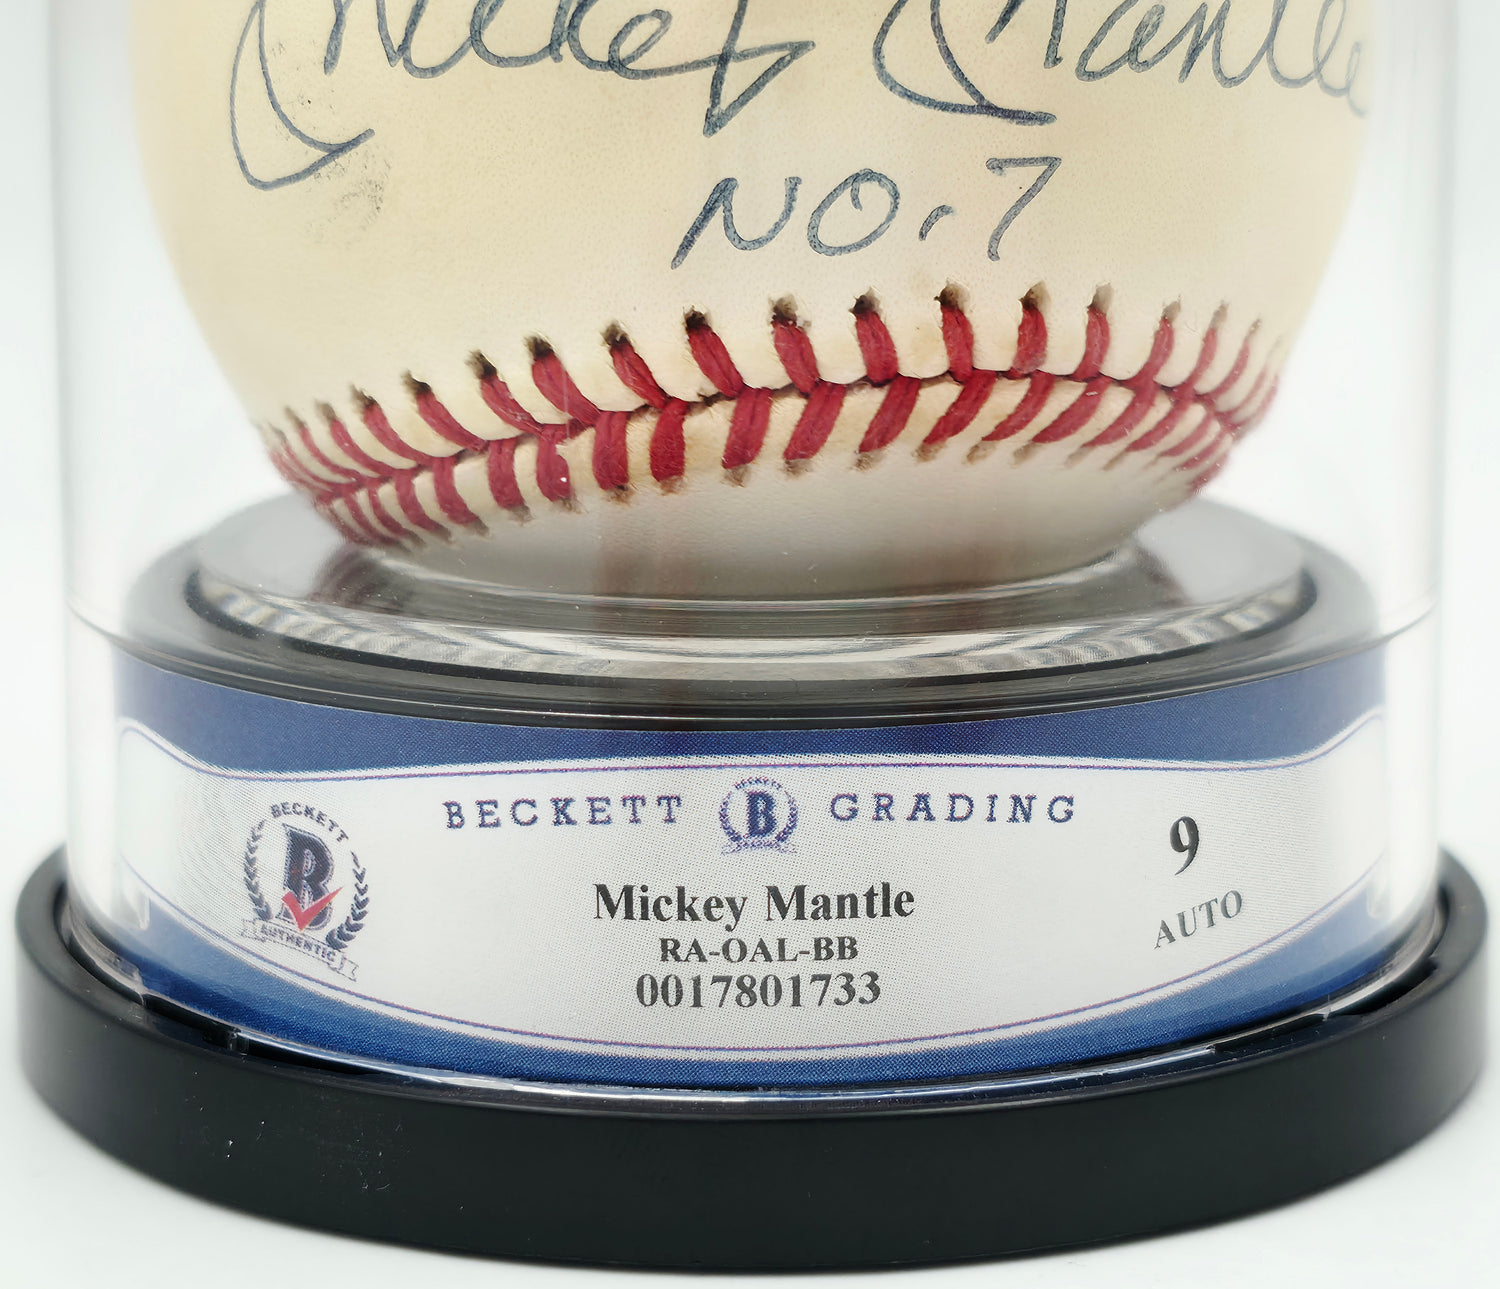 Mickey Mantle
NO. 7
BECKETT B GRADING
BECKETT
B
AUTHENTIC
Mickey Mantle
RA-OAL-BB
0017801733
9
AUTO